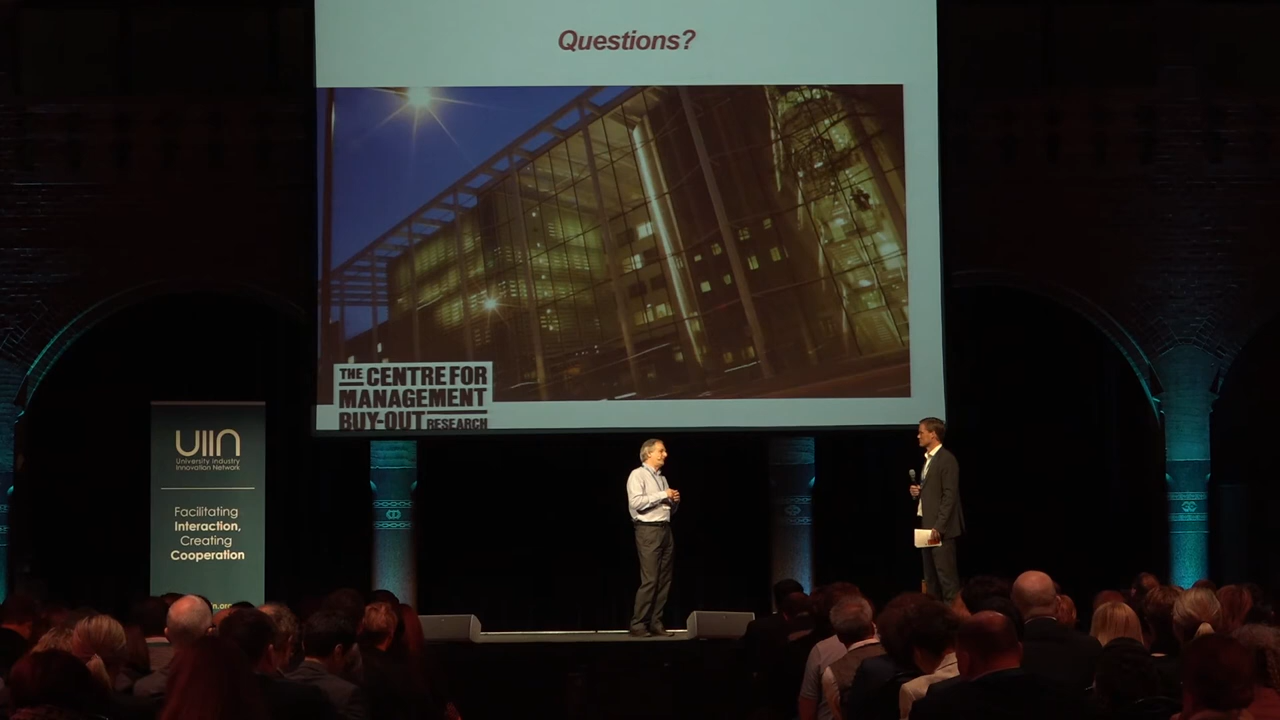 Questions?
THE CENTRE FOR
MANAGEMENT
BUY-OUT RESEARCH
UIIN
University Industry
Innovation Network
Facilitating
Interaction,
Creating
Cooperation